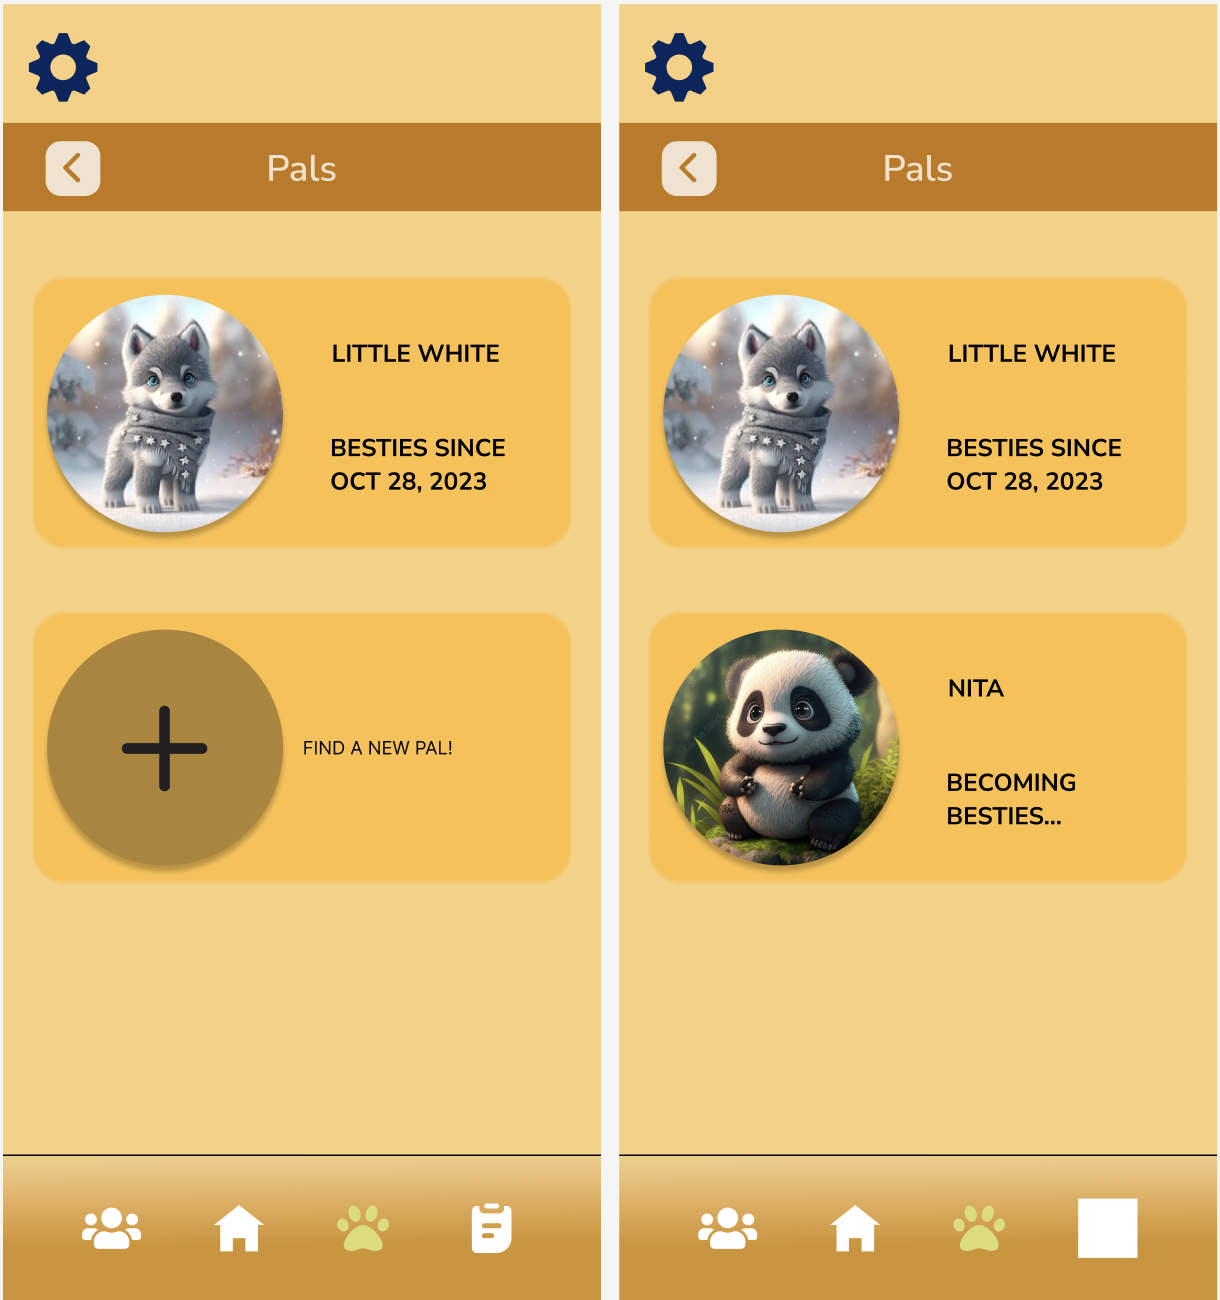 Pals
LITTLE WHITE
BESTIES SINCE
OCT 28, 2023
FIND A NEW PAL!
Pals
LITTLE WHITE
BESTIES SINCE
OCT 28, 2023
NITA
BECOMING
BESTIES...